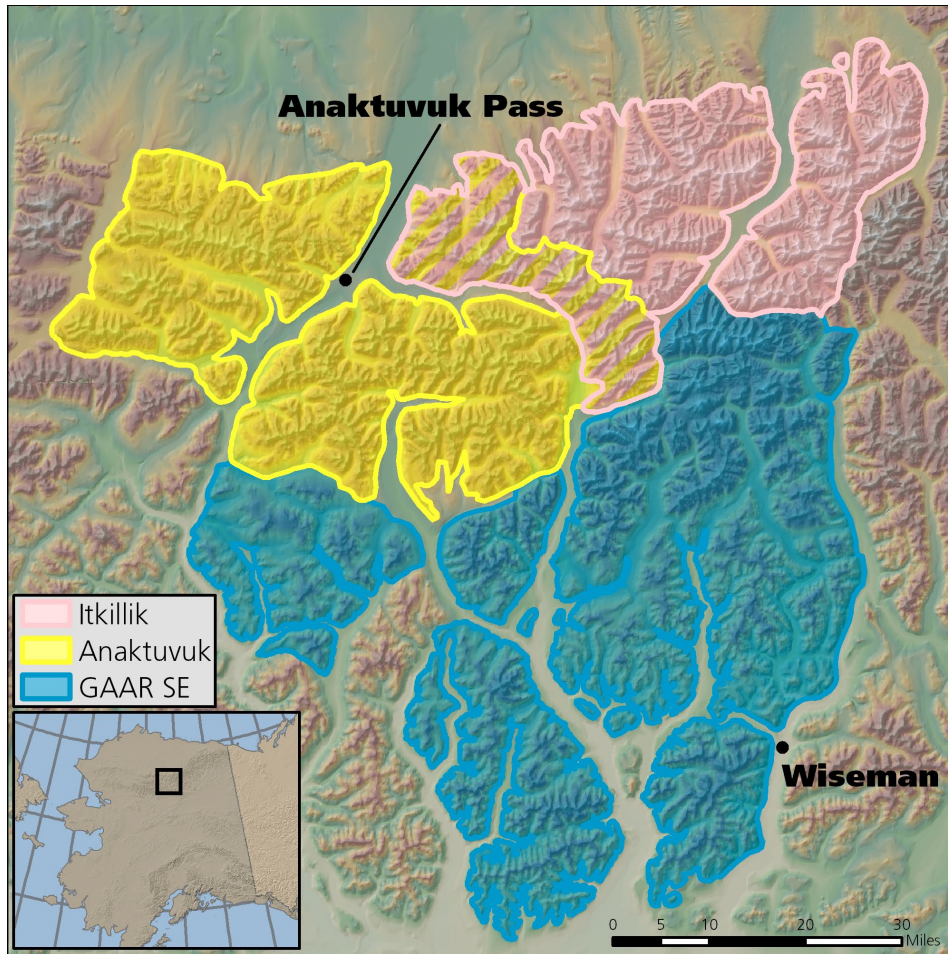 Anaktuvuk Pass
Itkillik
Anaktuvuk
GAAR SE
Wiseman
0 5 10 20 30
Miles